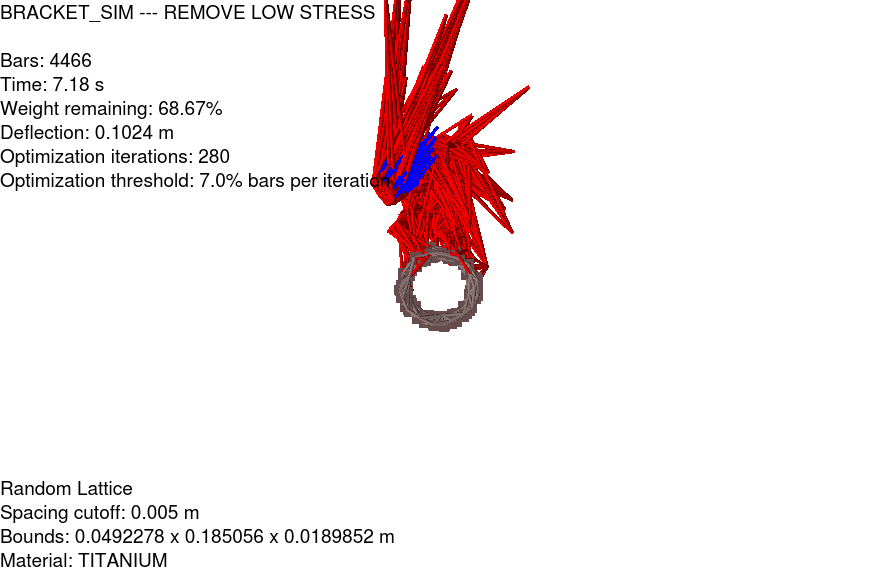 BRACKET_SIM --- REMOVE LOW STRESS
Bars: 4466
Time: 7.18 s
Weight remaining: 68.67%
Deflection: 0.1024 m
Optimization iterations: 280
Optimization threshold: 7.0% bars per iteration
Random Lattice
Spacing cutoff: 0.005 m
Bounds: 0.0492278 x 0.185056 x 0.0189852 m
Material: TITANIUM